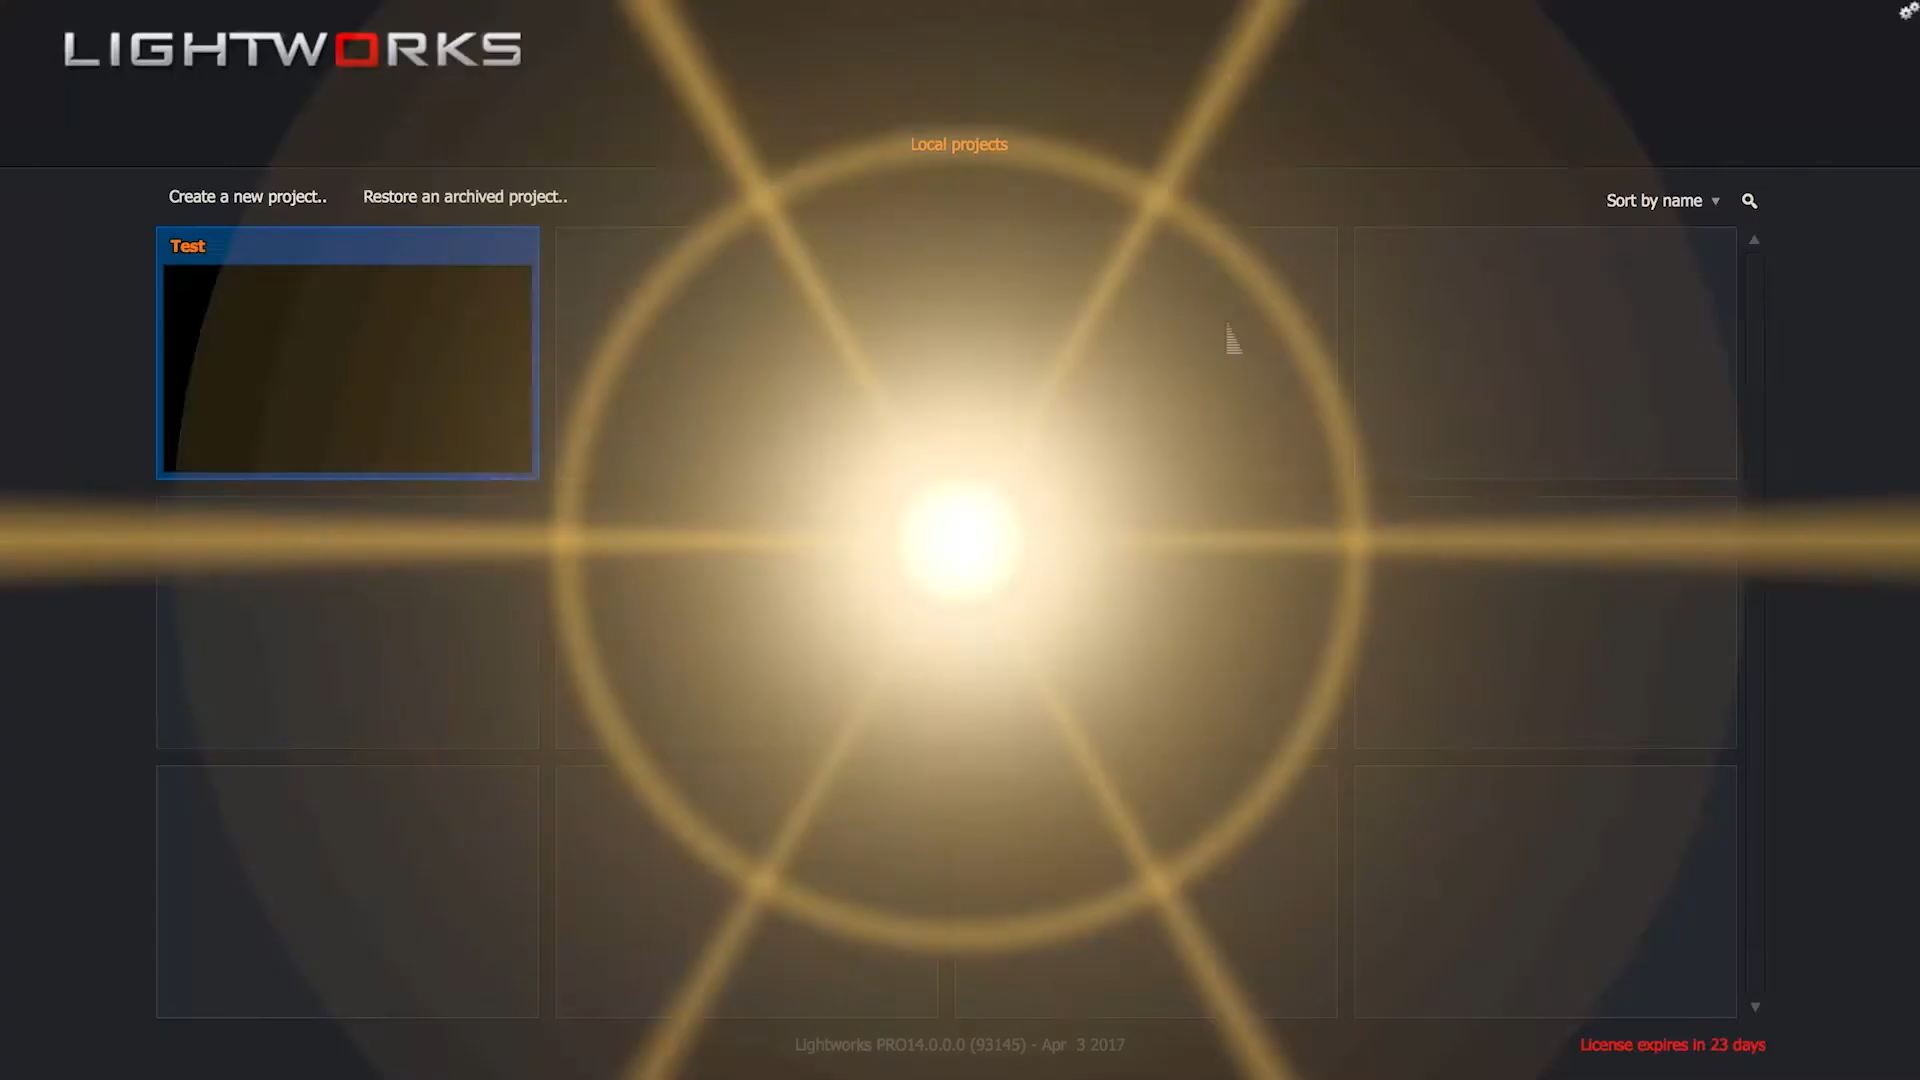 LIGHTWORKS
Local projects
Create a new project.. Restore an archived project.. Sort by name
Test
Lightworks PRO14.0.0.0 (93145) - Apr 3 2017
License expires in 23 days